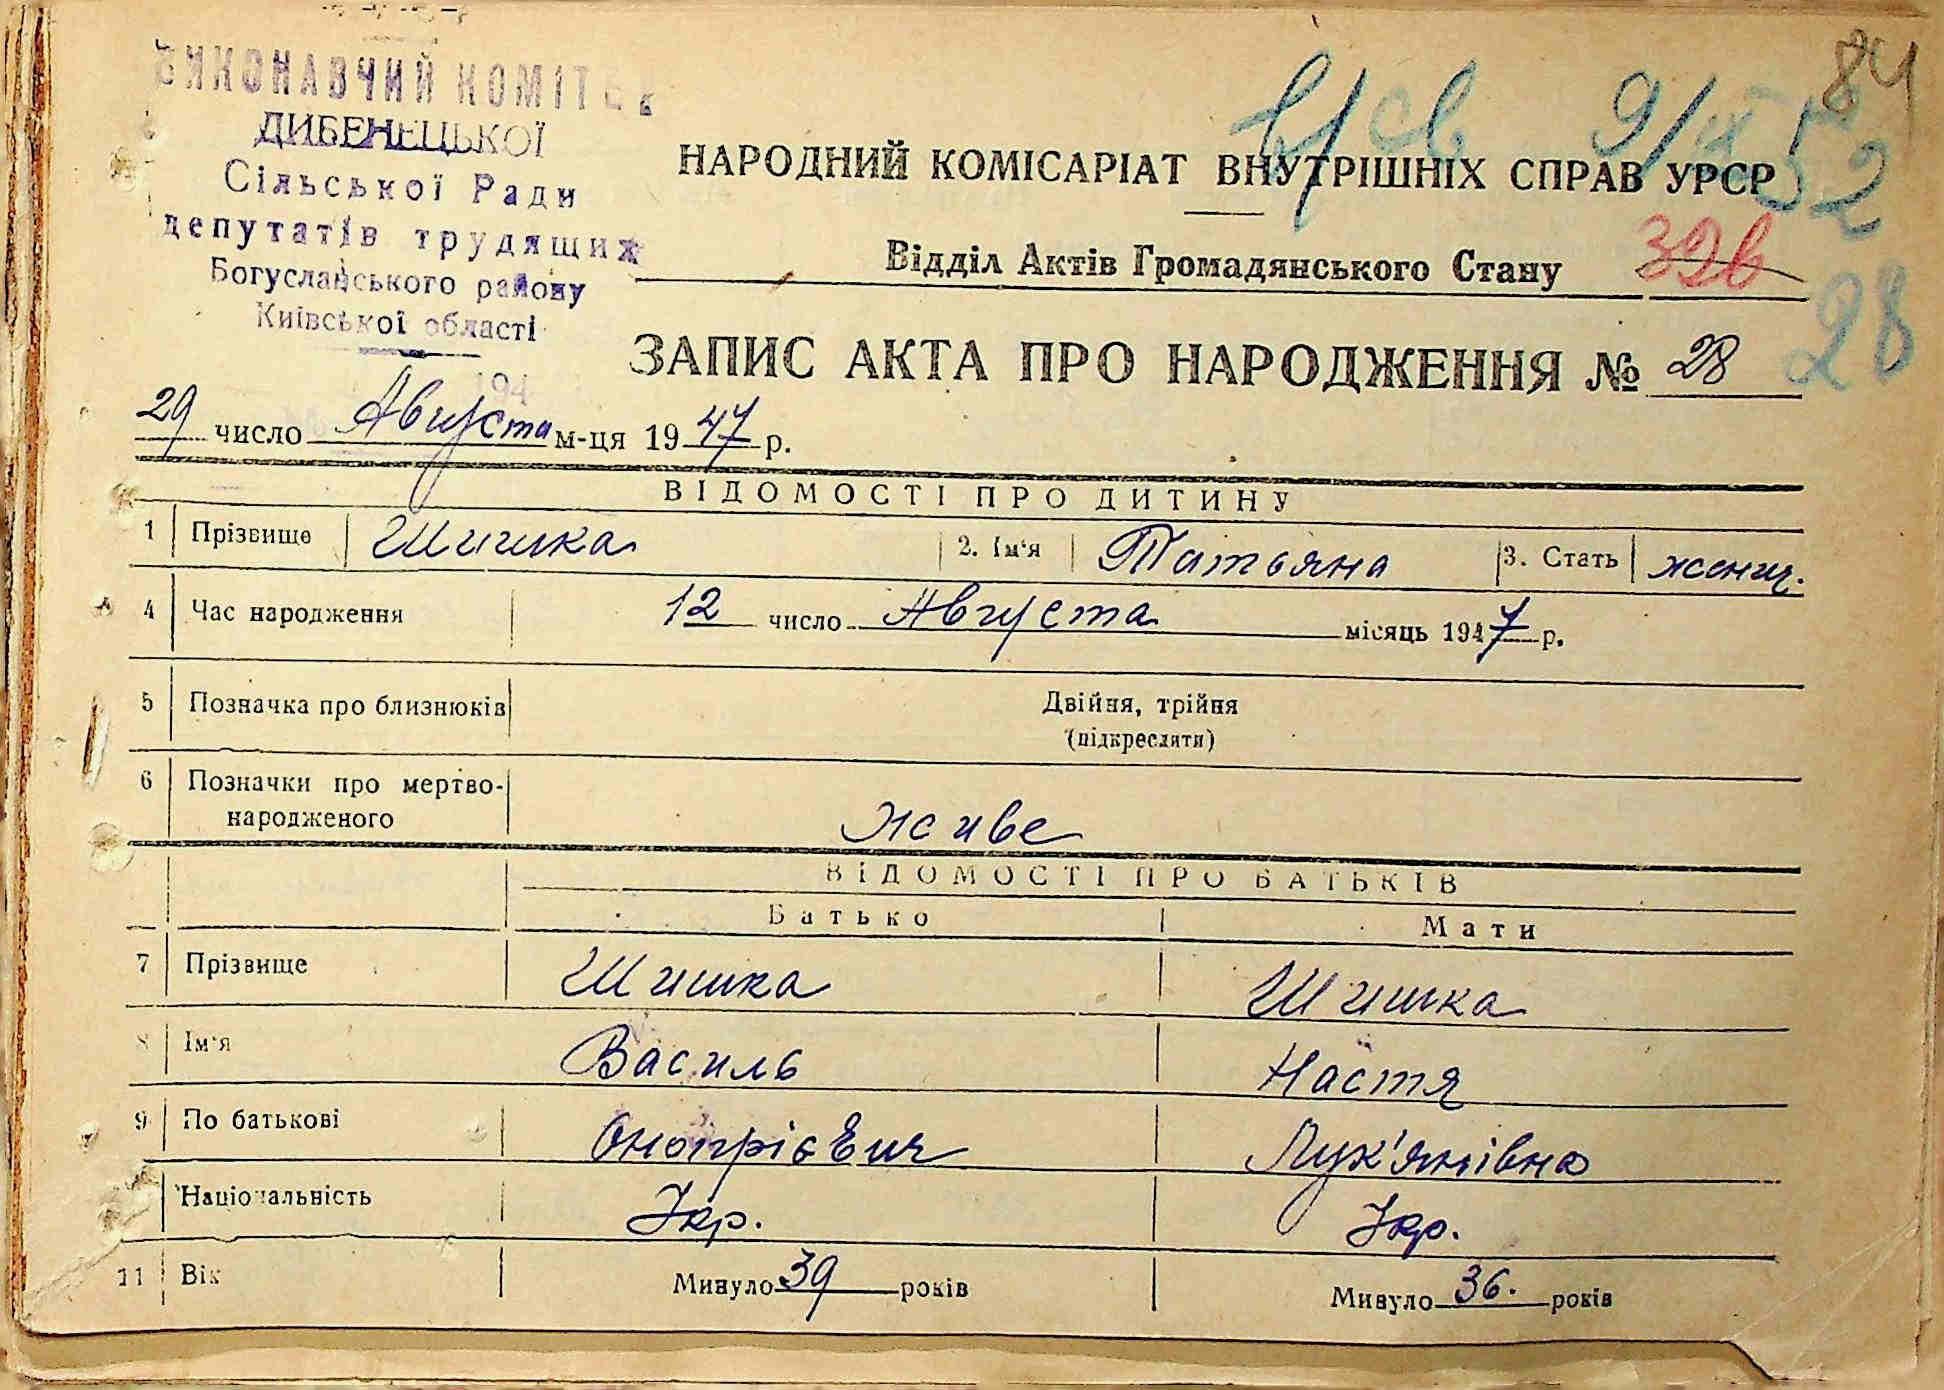 84
ВИКОНАВЧИЙ КОМІТЕТ
ДИБЕНЕЦЬКОЇ
Сільської Ради
депутатів трудящих
Богуславського району
Київської області
194
в/св 9/IX 52
НАРОДНИЙ КОМІСАРІАТ ВНУТРІШНІХ СПРАВ УРСР
Відділ Актів Громадянського Стану
28
ЗАПИС АКТА ПРО НАРОДЖЕННЯ № 28
29 число Августа м-ця 1947 р.
ВІДОМОСТІ ПРО ДИТИНУ
1 Прізвище Шишка 2. Ім'я Татьяна 3. Стать женщ.
4 Час народження 12 число Августа місяць 1947 р.
5 Позначка про близнюків Двійня, трійня
(підкреслити)
6 Позначки про мертво-
народженого живе
ВІДОМОСТІ ПРО БАТЬКІВ
Батько Мати
7 Прізвище Шишка Шишка
8 Ім'я Василь Настя
9 По батькові Онопрієвич Лук'янівна
Національність Укр. Укр.
11 Вік Минуло 39 років Минуло 36. років